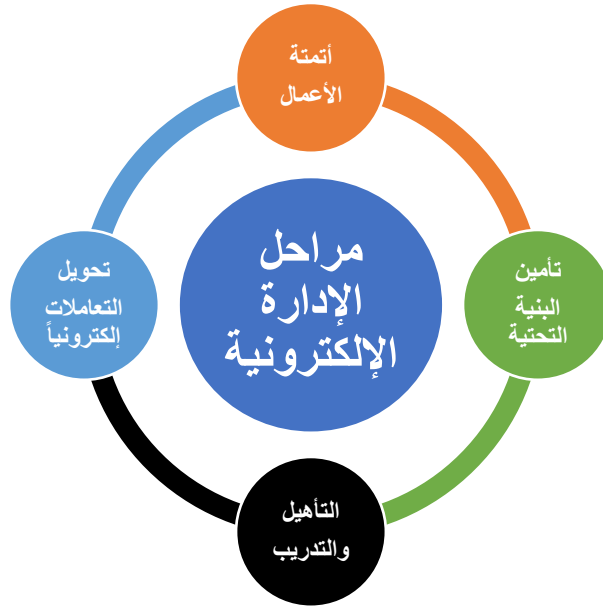 أتمتة
الأعمال
مراحل
الإدارة
الإلكترونية
تأمين
البنية
التحتية
تحويل
التعاملات
إلكترونياً
التأهيل
والتدريب